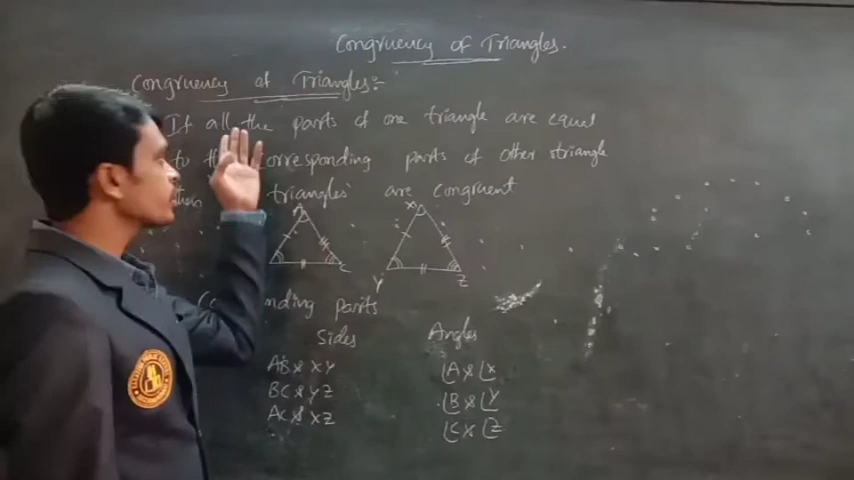 Congruency of Triangles.
Congruency of Triangles:-
If all the parts of one triangle are equal
to the corresponding parts of other striangle
then triangles are congruent
A X
C Y Z
nding parts
Sides Angles
AB & XY ∠A & ∠X
BC & YZ ∠B & ∠Y
AC & XZ ∠C & ∠Z